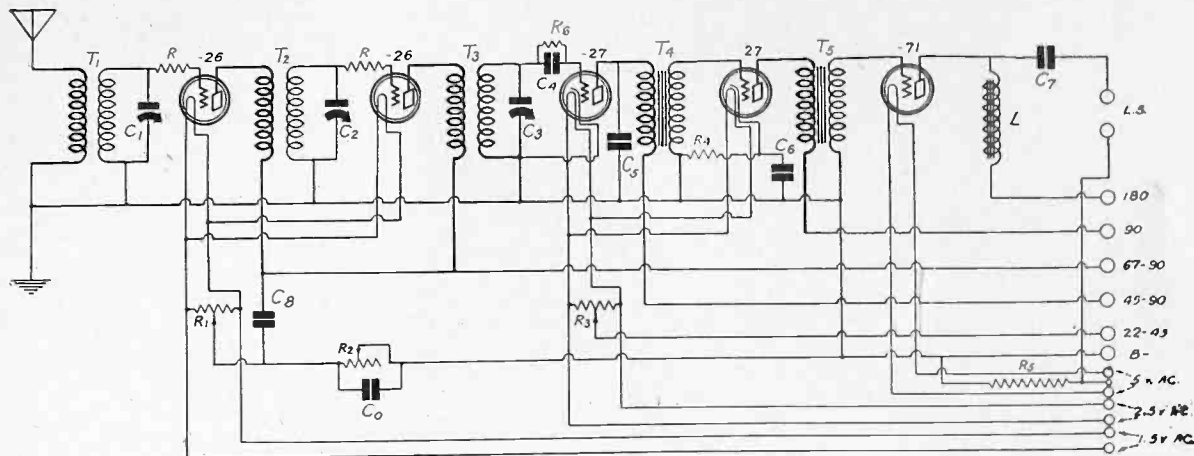 T1
C1
R
-26
T2
C2
R
-26
T3
C3
R6
C4
-27
C5
T4
R4
27
C6
T5
-71
L
C7
L.S.
180
90
67-90
45-90
22-45
B-
R1
C8
R2
C0
R3
R5
5 v AC.
2.5 v AC.
1.5 v AC.